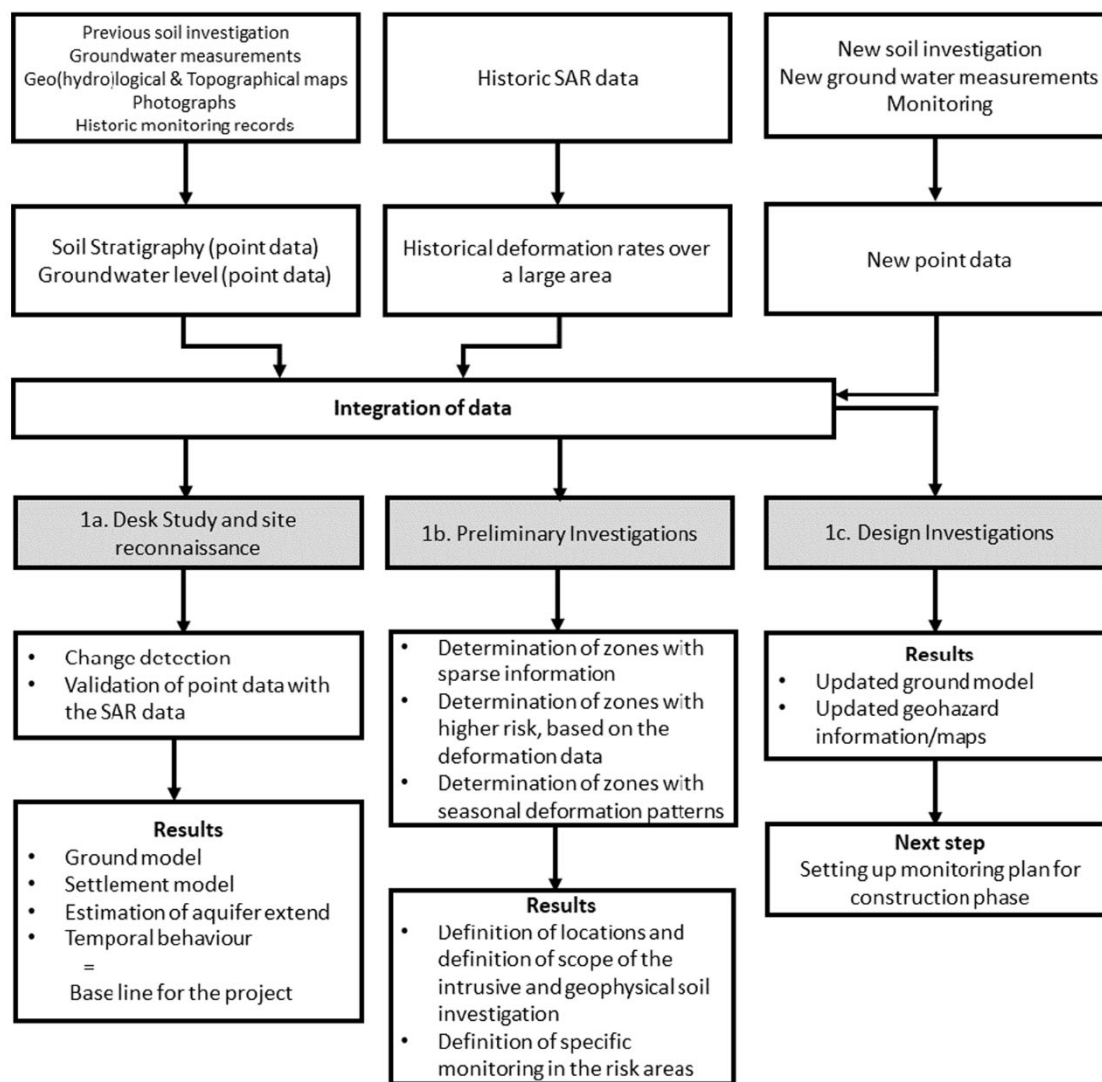 Previous soil investigation
Groundwater measurements
Geo(hydro)logical & Topographical maps
Photographs
Historic monitoring records
Historic SAR data
New soil investigation
New ground water measurements
Monitoring
Soil Stratigraphy (point data)
Groundwater level (point data)
Historical deformation rates over
a large area
New point data
Integration of data
1a. Desk Study and site
reconnaissance
1b. Preliminary Investigations
1c. Design Investigations
• Change detection
• Validation of point data with
the SAR data
• Determination of zones with
sparse information
• Determination of zones with
higher risk, based on the
deformation data
• Determination of zones with
seasonal deformation patterns
Results
• Updated ground model
• Updated geohazard
information/maps
Results
• Ground model
• Settlement model
• Estimation of aquifer extend
• Temporal behaviour
=
Base line for the project
Results
• Definition of locations and
definition of scope of the
intrusive and geophysical soil
investigation
• Definition of specific
monitoring in the risk areas
Next step
Setting up monitoring plan for
construction phase